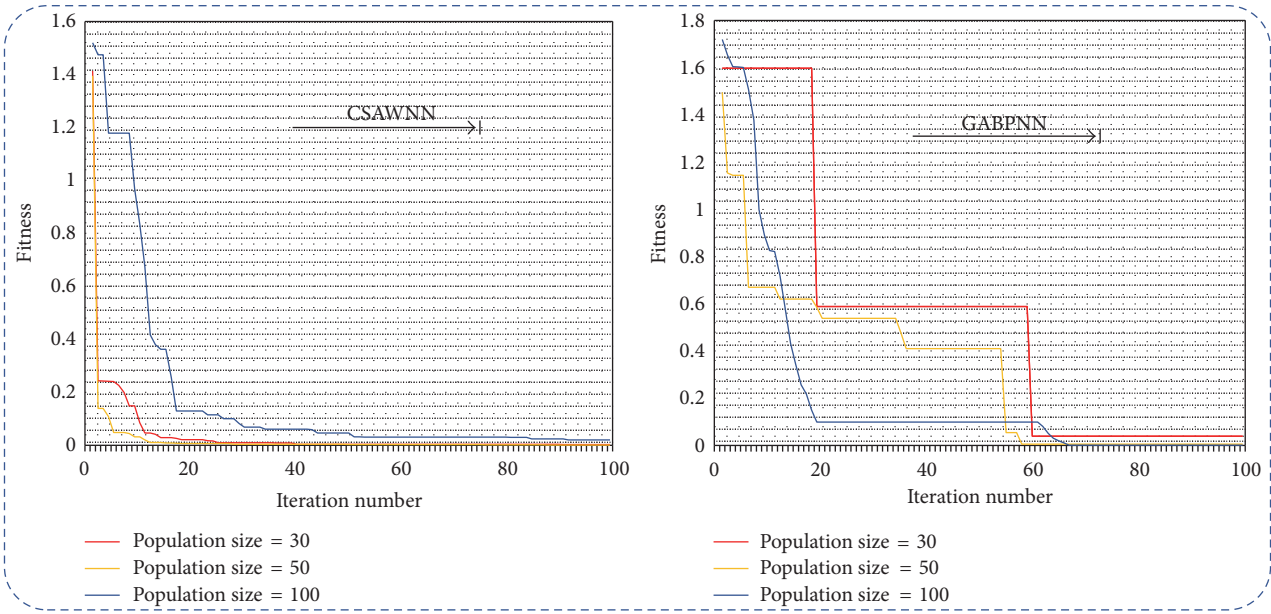 1.6
1.4
1.2
1
0.8
0.6
0.4
0.2
0
Fitness
CSAWNN
0 20 40 60 80 100
Iteration number
Population size = 30
Population size = 50
Population size = 100
1.8
1.6
1.4
1.2
1
0.8
0.6
0.4
0.2
0
Fitness
GABPNN
0 20 40 60 80 100
Iteration number
Population size = 30
Population size = 50
Population size = 100